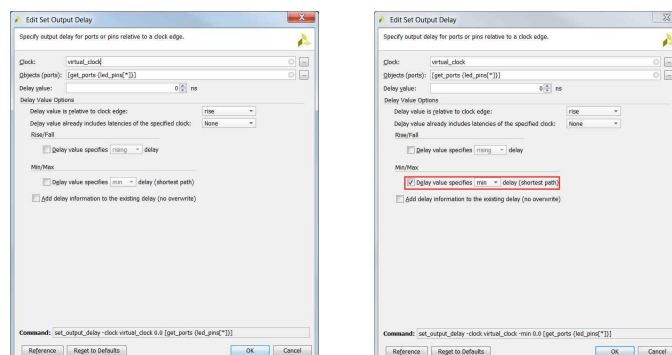 Edit Set Output Delay
Specify output delay for ports or pins relative to a clock edge.
Clock: virtual_clock
Objects (ports): [get_ports {led_pins[*]}]
Delay value: 0 ns
Delay Value Options
Delay value is relative to clock edge: rise
Delay value already includes latencies of the specified clock: None
Rise/Fall
Delay value specifies rising delay
Min/Max
Delay value specifies min delay (shortest path)
Add delay information to the existing delay (no overwrite)
Command: set_output_delay -clock virtual_clock 0.0 [get_ports {led_pins[*]}]
Reference Reset to Defaults OK Cancel
Edit Set Output Delay
Specify output delay for ports or pins relative to a clock edge.
Clock: virtual_clock
Objects (ports): [get_ports {led_pins[*]}]
Delay value: 0 ns
Delay Value Options
Delay value is relative to clock edge: rise
Delay value already includes latencies of the specified clock: None
Rise/Fall
Delay value specifies rising delay
Min/Max
Delay value specifies min delay (shortest path)
Add delay information to the existing delay (no overwrite)
Command: set_output_delay -clock virtual_clock -min 0.0 [get_ports {led_pins[*]}]
Reference Reset to Defaults OK Cancel